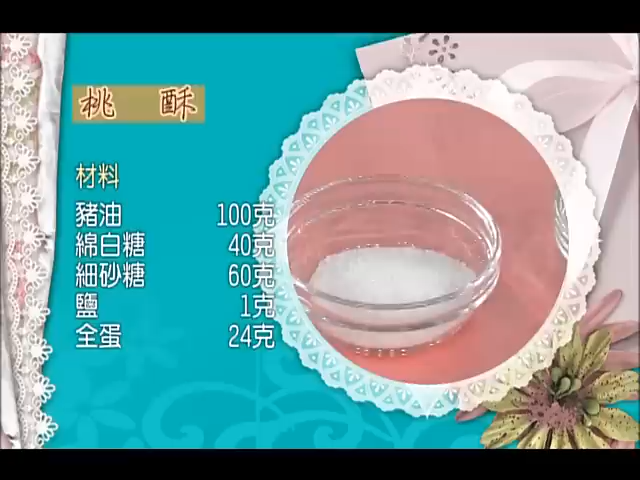 桃 酥
材料
豬油 100克
綿白糖 40克
細砂糖 60克
鹽 1克
全蛋 24克